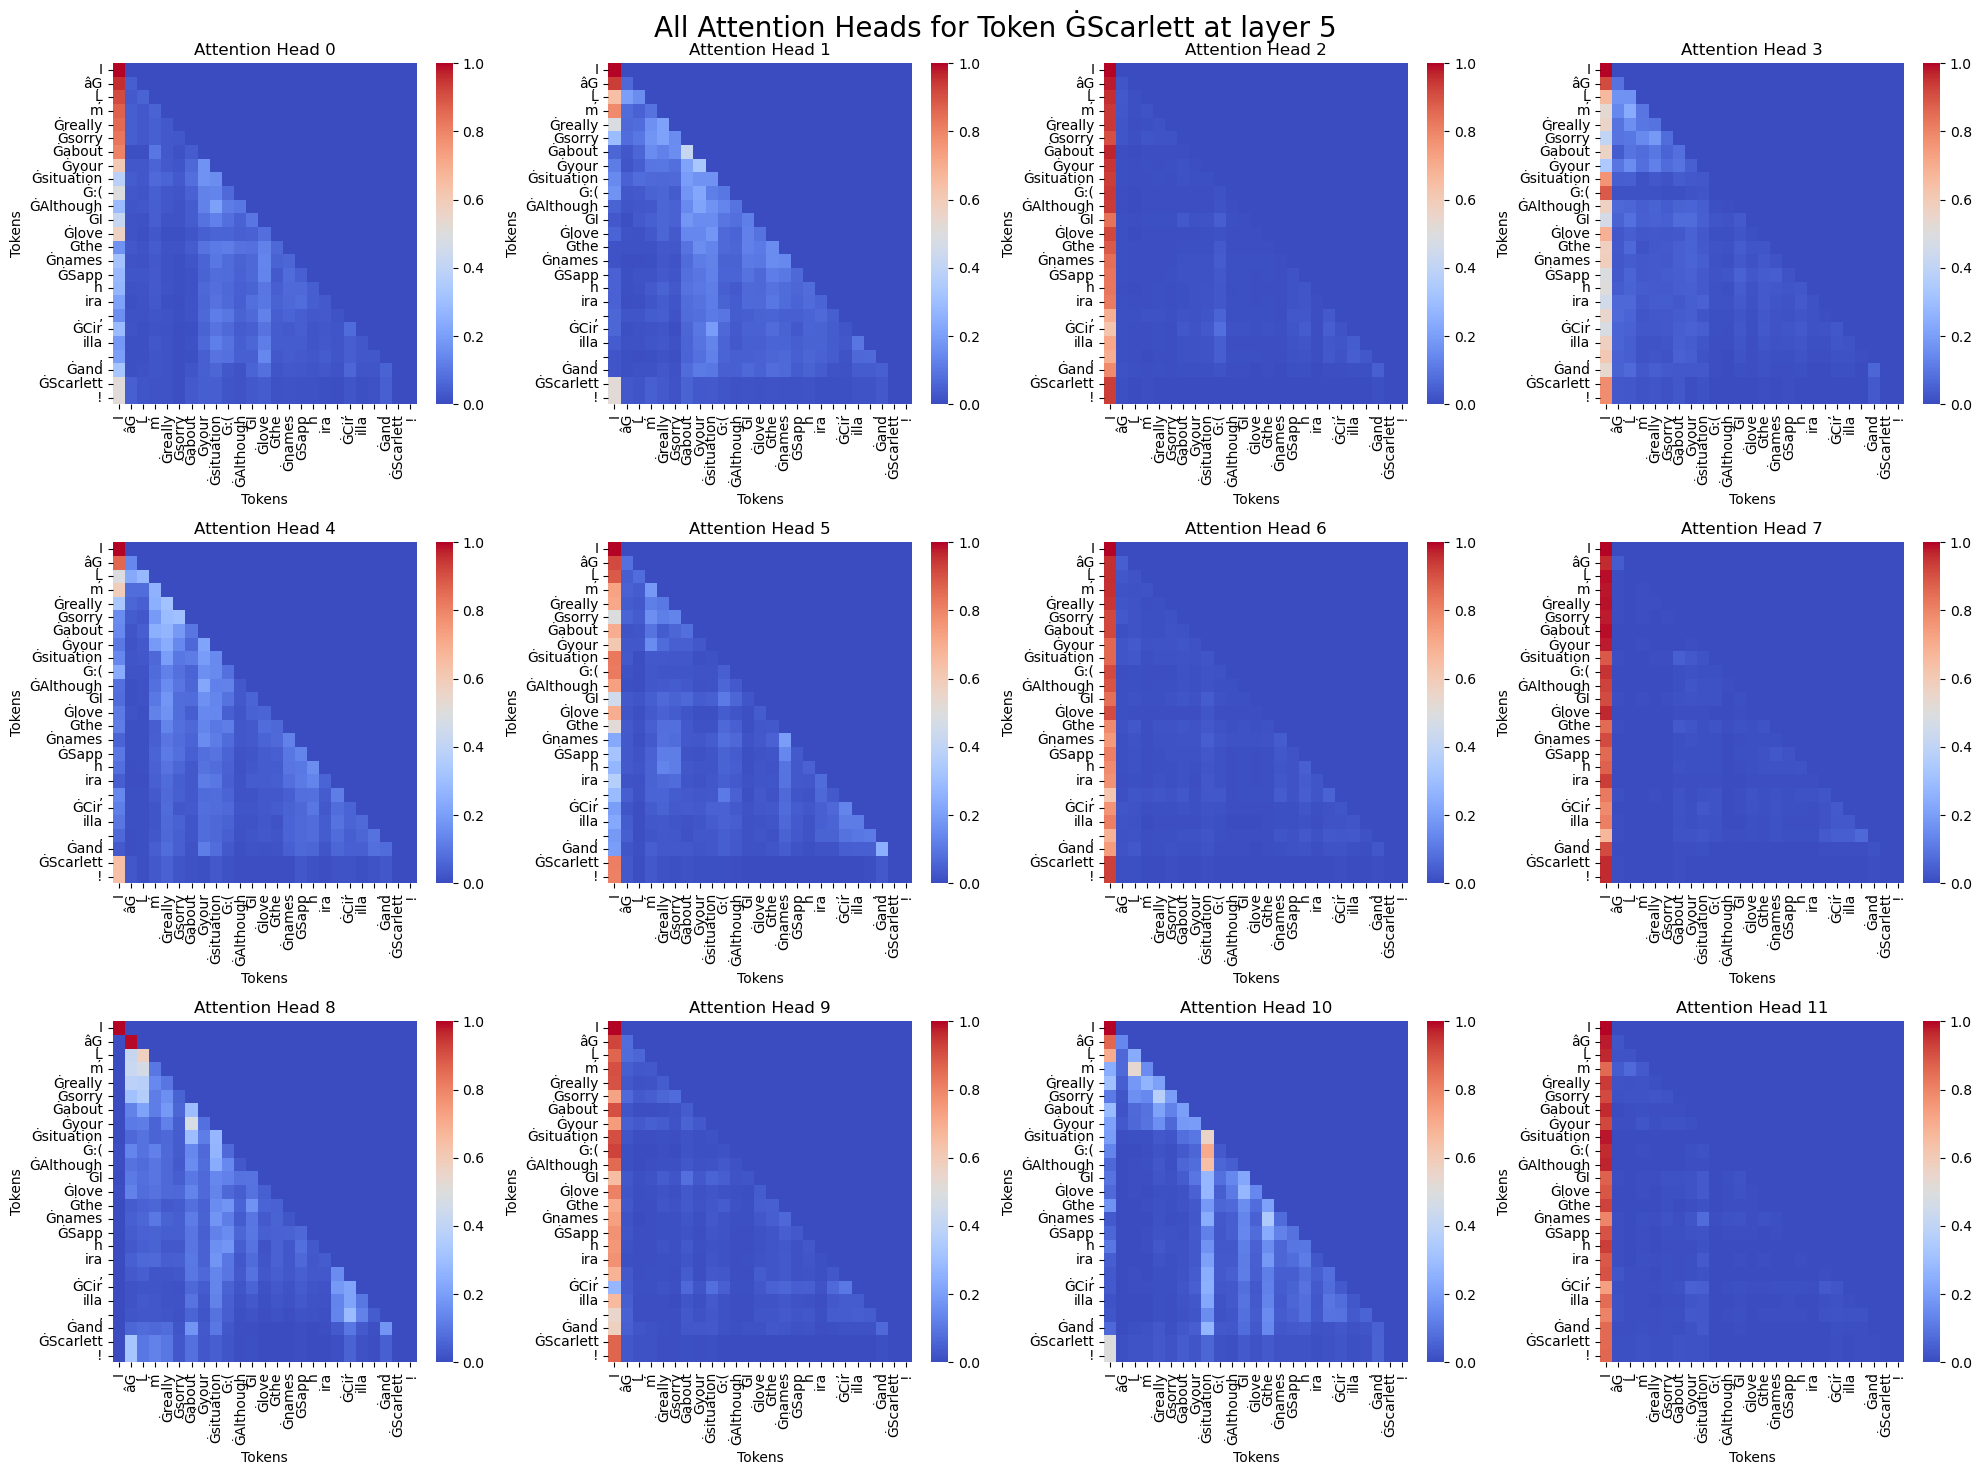 All Attention Heads for Token ĠScarlett at layer 5
Attention Head 0
Attention Head 1
Attention Head 2
Attention Head 3
Attention Head 4
Attention Head 5
Attention Head 6
Attention Head 7
Attention Head 8
Attention Head 9
Attention Head 10
Attention Head 11
Tokens
I
âĢ
Ļ
m
Ġreally
Ġsorry
Ġabout
Ġyour
Ġsituation
Ġ:(
ĠAlthough
ĠI
Ġlove
Ġthe
Ġnames
ĠSapp
h
ira
,
ĠCir
illa
,
Ġand
ĠScarlett
!
1.0
0.8
0.6
0.4
0.2
0.0
Tokens